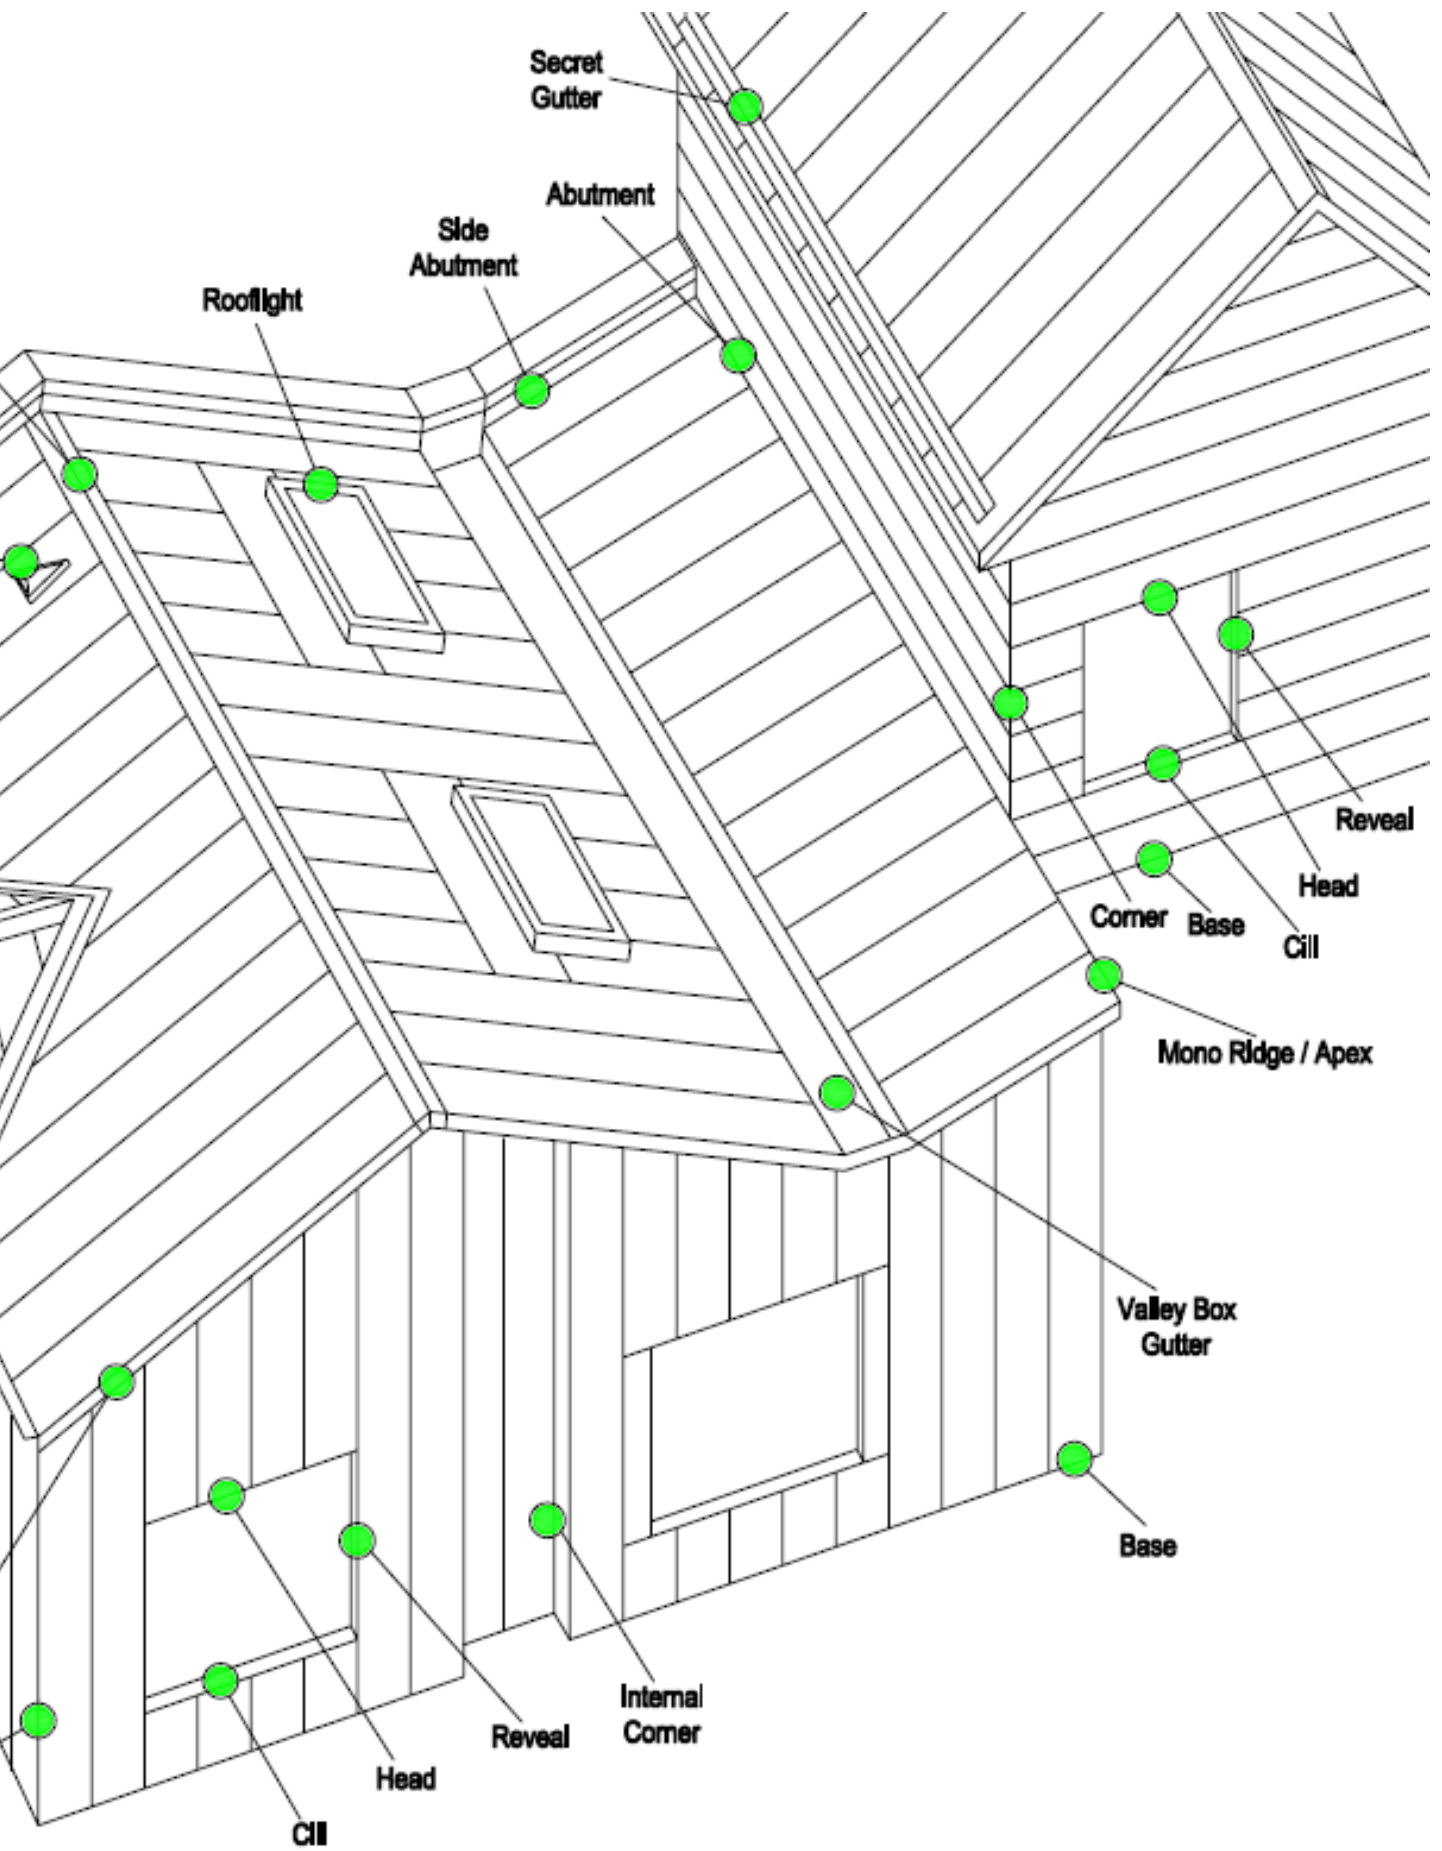 Secret
Gutter
Abutment
Side
Abutment
Rooflight
Reveal
Head
Corner
Base
Cill
Mono Ridge / Apex
Valley Box
Gutter
Base
Internal
Corner
Reveal
Head
Cill